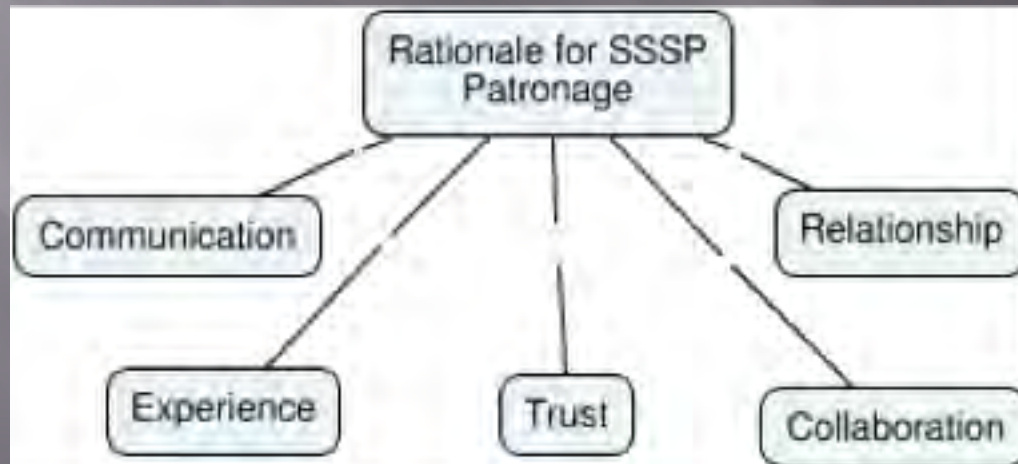 Rationale for SSSP
Patronage
Communication
Relationship
Experience
Trust
Collaboration